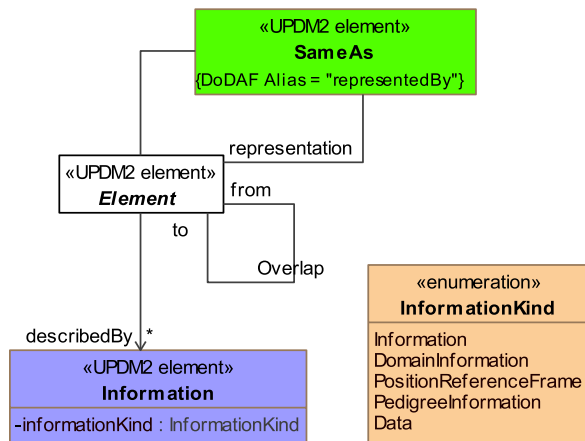 «UPDM2 element»
SameAs
{DoDAF Alias = "representedBy"}
representation
«UPDM2 element»
Element
from
to
Overlap
describedBy *
«UPDM2 element»
Information
-informationKind : InformationKind
«enumeration»
InformationKind
Information
DomainInformation
PositionReferenceFrame
PedigreeInformation
Data